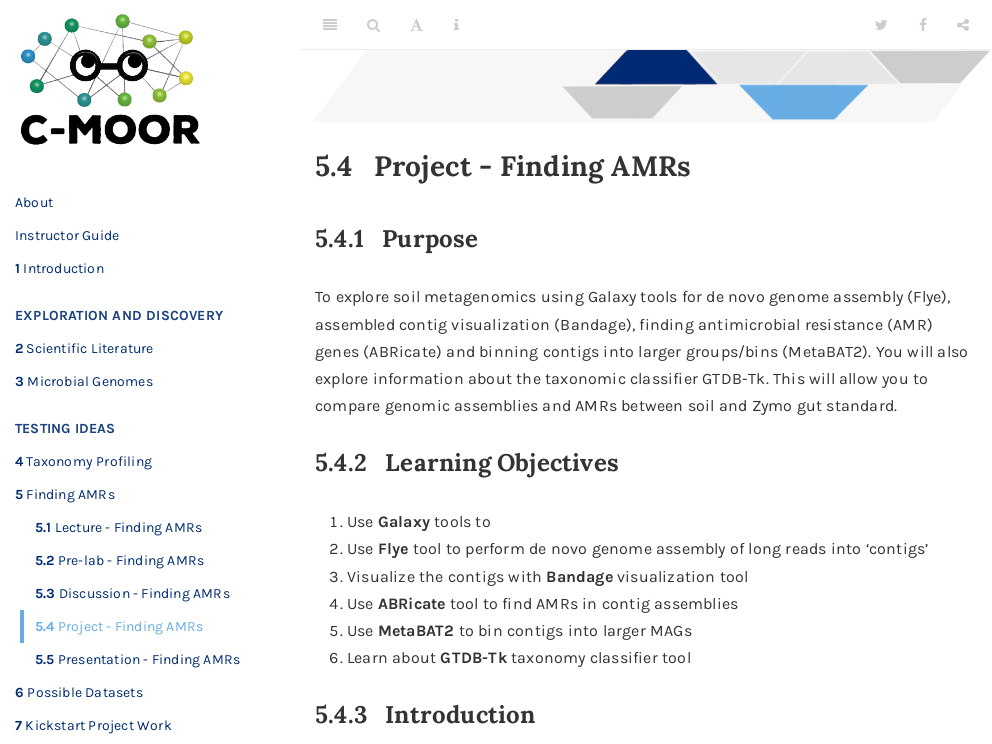 C-MOOR
About
Instructor Guide
1 Introduction
EXPLORATION AND DISCOVERY
2 Scientific Literature
3 Microbial Genomes
TESTING IDEAS
4 Taxonomy Profiling
5 Finding AMRs
5.1 Lecture - Finding AMRs
5.2 Pre-lab - Finding AMRs
5.3 Discussion - Finding AMRs
5.4 Project - Finding AMRs
5.5 Presentation - Finding AMRs
6 Possible Datasets
7 Kickstart Project Work
5.4 Project - Finding AMRs
5.4.1 Purpose
To explore soil metagenomics using Galaxy tools for de novo genome assembly (Flye),
assembled contig visualization (Bandage), finding antimicrobial resistance (AMR)
genes (ABRicate) and binning contigs into larger groups/bins (MetaBAT2). You will also
explore information about the taxonomic classifier GTDB-Tk. This will allow you to
compare genomic assemblies and AMRs between soil and Zymo gut standard.
5.4.2 Learning Objectives
1. Use Galaxy tools to
2. Use Flye tool to perform de novo genome assembly of long reads into ‘contigs’
3. Visualize the contigs with Bandage visualization tool
4. Use ABRicate tool to find AMRs in contig assemblies
5. Use MetaBAT2 to bin contigs into larger MAGs
6. Learn about GTDB-Tk taxonomy classifier tool
5.4.3 Introduction